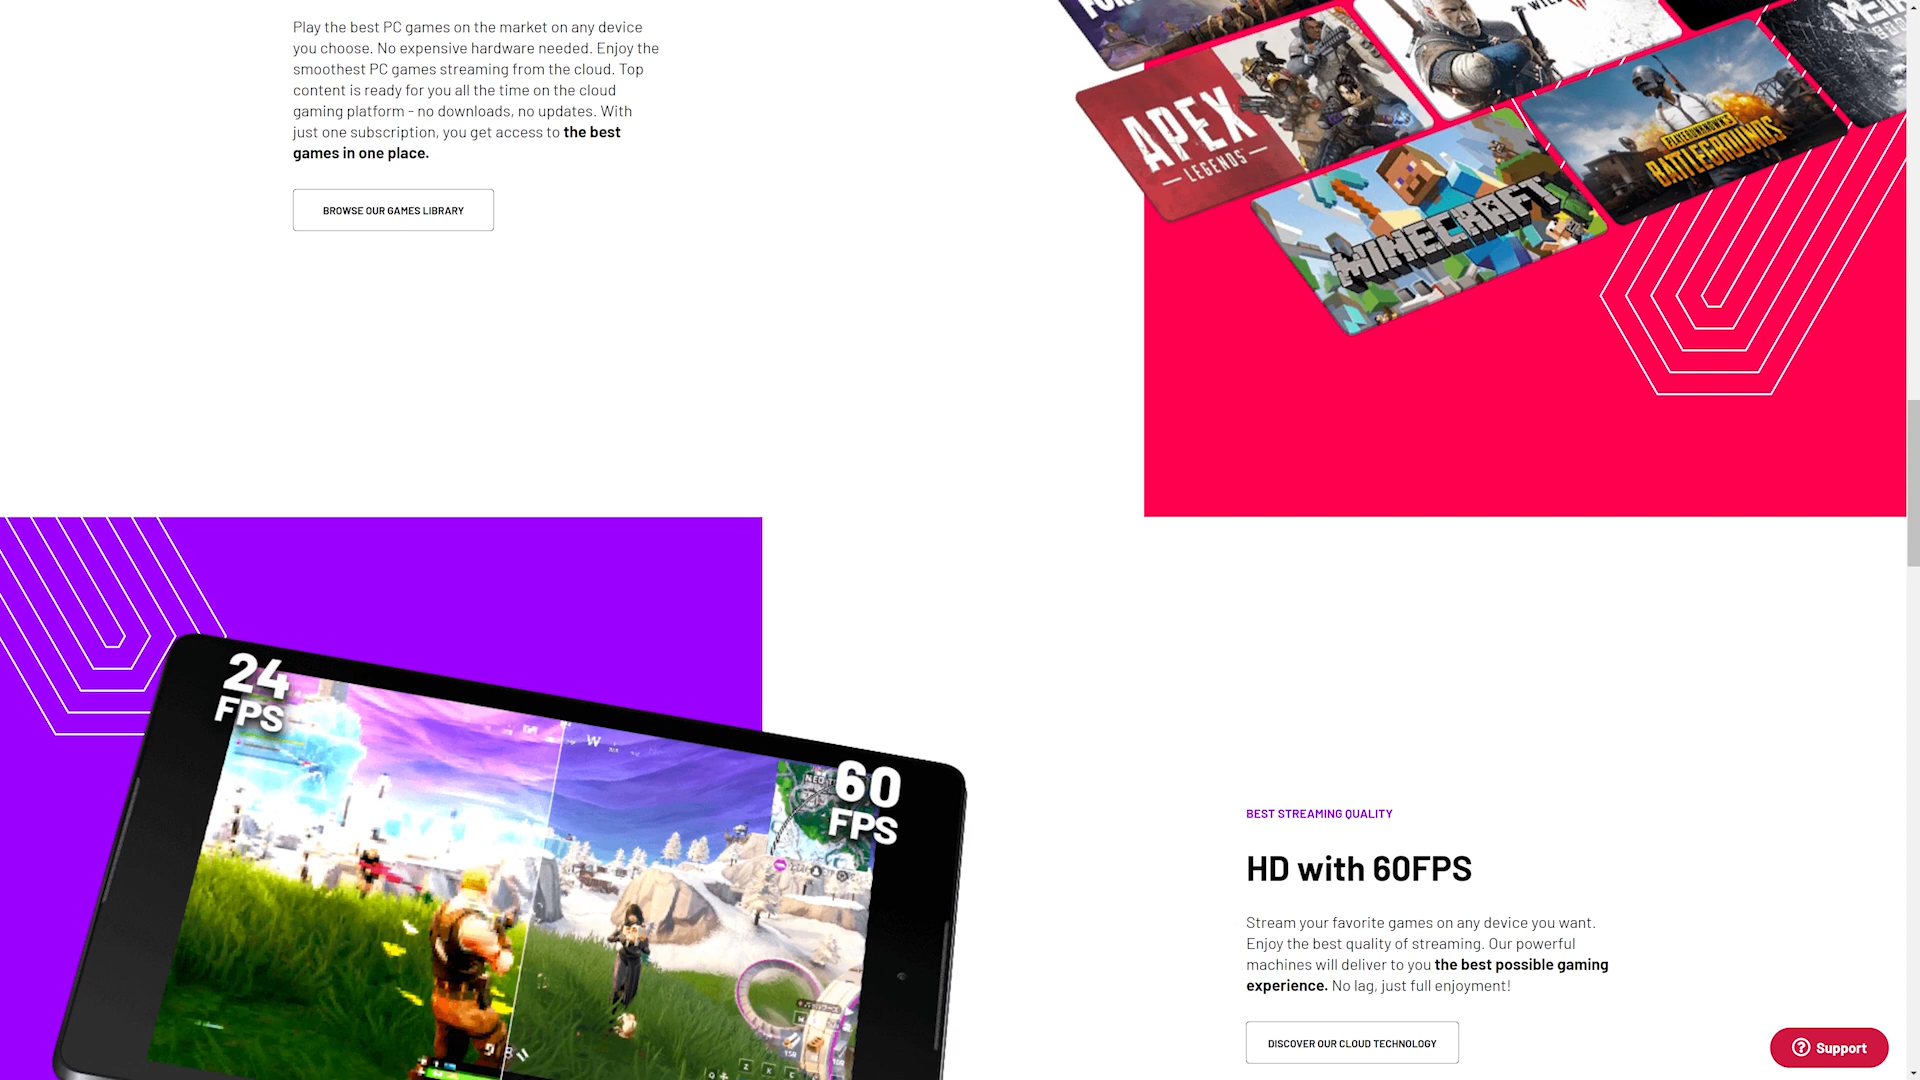 Play the best PC games on the market on any device
you choose. No expensive hardware needed. Enjoy the
smoothest PC games streaming from the cloud. Top
content is ready for you all the time on the cloud
gaming platform - no downloads, no updates. With
just one subscription, you get access to the best
games in one place.
BROWSE OUR GAMES LIBRARY
APEX
LEGENDS
MINECRAFT
PLAYERUNKNOWN'S
BATTLEGROUNDS
24
FPS
W
60
FPS
BEST STREAMING QUALITY
HD with 60FPS
Stream your favorite games on any device you want.
Enjoy the best quality of streaming. Our powerful
machines will deliver to you the best possible gaming
experience. No lag, just full enjoyment!
DISCOVER OUR CLOUD TECHNOLOGY
Support